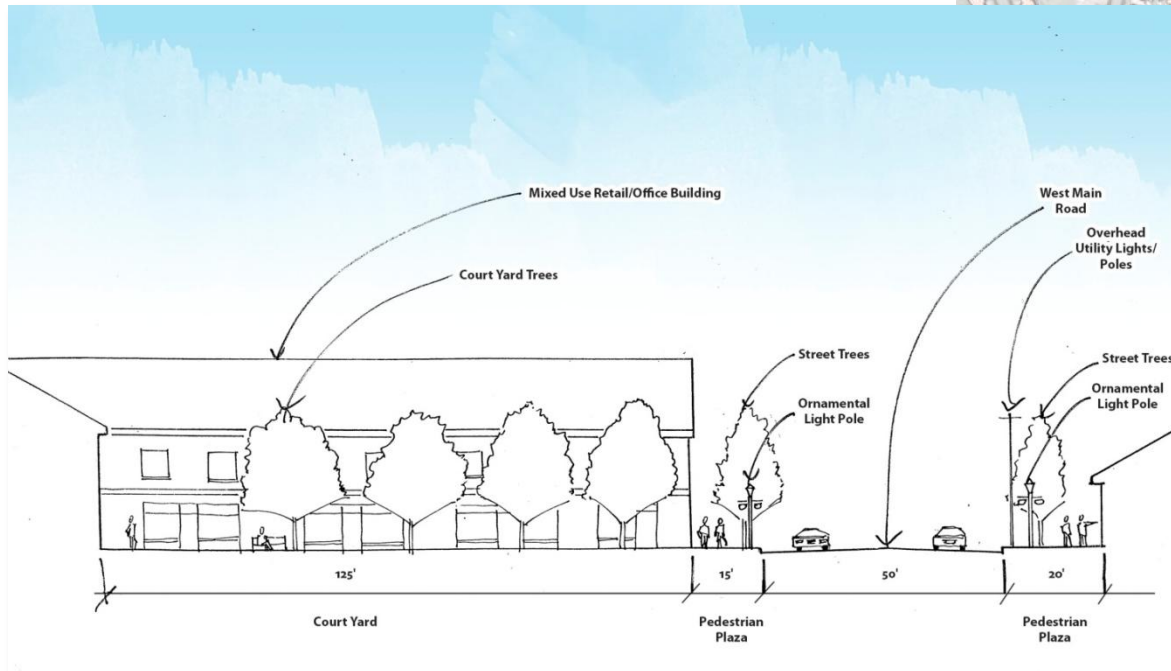 Mixed Use Retail/Office Building
Court Yard Trees
West Main
Road
Overhead
Utility Lights/
Poles
Street Trees
Ornamental
Light Pole
Street Trees
Ornamental
Light Pole
125'
15'
50'
20'
Court Yard
Pedestrian
Plaza
Pedestrian
Plaza